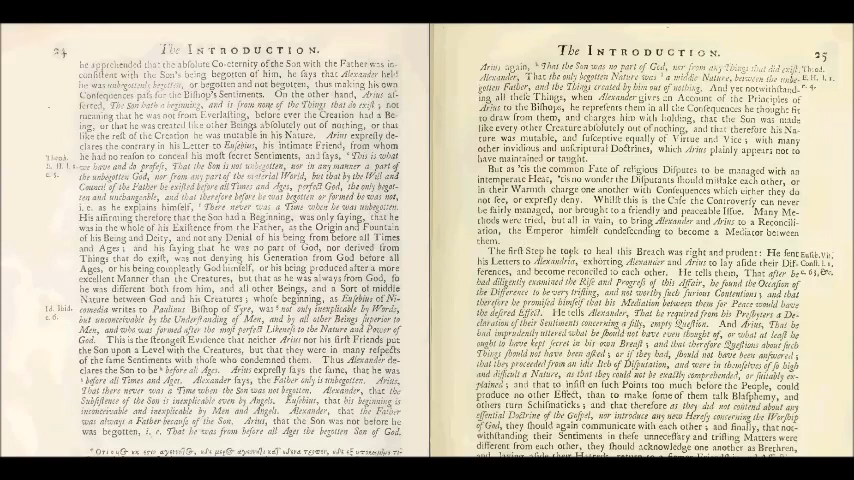 24 The INTRODUCTION.
he apprehended that the absolute Co-eternity of the Son with the Father was in-
consistent with the Son's being begotten of him, he says that Alexander held
he was unbegottenly begotten, or begotten and not begotten, thus making his own
Consequences pass for the Bishop's Sentiments. On the other hand, Arius as-
serted, The Son hath a beginning, and is from none of the Things that do exist; not
meaning that he was not from Everlasting, before ever the Creation had a Be-
ing, or that he was created like other Beings absolutely out of nothing, or that
like the rest of the Creation he was mutable in his Nature. Arius expresly de-
clares the contrary in his Letter to Eusebius, his intimate Friend, from whom
he had no reason to conceal his most secret Sentiments, and says, This is what
we have and do profess, That the Son is not unbegotten, nor in any manner a part of
the unbegotten God, nor from any part of the material World, but that by the Will and
Council of the Father he existed before all Times and Ages, perfect God, the only begot-
ten and unchangeable, and that therefore before he was begotten or formed he was not,
i. e. as he explains himself, There never was a Time when he was unbegotten.
His affirming therefore that the Son had a Beginning, was only saying, that he
was in the whole of his Existence from the Father, as the Origin and Fountain
of his Being and Deity, and not any Denial of his being from before all Times
and Ages; and his saying that he was no part of God, nor derived from
Things that do exist, was not denying his Generation from God before all
Ages, or his being compleatly God himself, or his being produced after a more
excellent Manner than the Creatures, but that as he was always from God, so
he was different both from him, and all other Beings, and a Sort of middle
Nature between God and his Creatures; whose beginning, as Eusebius of Ni-
comedia writes to Paulinus Bishop of Tyre, was not only inexplicable by Words,
but unconceivable by the Understanding of Men, and by all other Beings superior to
Men, and who was formed after the most perfect Likeness to the Nature and Power of
God. This is the strongest Evidence that neither Arius nor his first Friends put
the Son upon a Level with the Creatures, but that they were in many respects
of the same Sentiments with those who condemned them. Thus Alexander de-
clares the Son to be before all Ages. Arius expresly says the same, that he was
before all Times and Ages. Alexander says, the Father only is unbegotten. Arius,
That there never was a Time when the Son was not begotten. Alexander, that the
Subsistence of the Son is inexplicable even by Angels. Eusebius, that his beginning is
inconceivable and inexplicable by Men and Angels. Alexander, that the Father
was always a Father because of the Son. Arius, that the Son was not before he
was begotten, i. e. That he was from before all Ages the begotten Son of God.
The INTRODUCTION. 25
Arius again, That the Son was no part of God, nor from any Things that did exist.
Alexander, That the only begotten Nature was a middle Nature, between the unbe-
gotten Father, and the Things created by him out of nothing. And yet notwithstand-
ing all these Things, when Alexander gives an Account of the Principles of
Arius to the Bishops, he represents them in all the Consequences he thought fit
to draw from them, and charges him with holding, that the Son was made
like every other Creature absolutely out of nothing, and that therefore his Na-
ture was mutable, and susceptive equally of Virtue and Vice; with many
other invidious and unscriptural Doctrines, which Arius plainly appears not to
have maintained or taught.
But as 'tis the common Fate of religious Disputes to be managed with an
intemperate Heat, 'tis no wonder the Disputants should mistake each other, or
in their Warmth charge one another with Consequences which either they do
not see, or expresly deny. Whilst this is the Case the Controversy can never
be fairly managed, nor brought to a friendly and peaceable Issue. Many Me-
thods were tried, but all in vain, to bring Alexander and Arius to a Reconcili-
ation, the Emperor himself condescending to become a Mediator between
them.
The first Step he took to heal this Breach was right and prudent: He sent
his Letters to Alexandria, exhorting Alexander and Arius to lay aside their Dif-
ferences, and become reconciled to each other. He tells them, That after he
had diligently examined the Rise and Progress of this Affair, he found the Occasion
of the Difference to be very trifling, and not worthy such furious Contentions; and that
therefore he promised himself that his Mediation between them for Peace would have
the desired Effect. He tells Alexander, That he required from his Presbyters a De-
claration of their Sentiments concerning a silly, empty Question. And Arius, That he
had imprudently uttered what he should not have even thought of, or what at least he
ought to have kept secret in his own Breast; and that therefore Questions about such
Things should not have been asked; or if they had, should not have been answered;
that they proceeded from an idle Itch of Disputation, and were in themselves of so high
and difficult a Nature, as that they could not be exactly comprehended, or suitably ex-
plained; and that to insist on such Points too much before the People, could
produce no other Effect, than to make some of them talk Blasphemy, and
others turn Schismaticks; and that therefore as they did not contend about any
essential Doctrine of the Gospel, nor introduce any new Heresy concerning the Worship
of God, they should again communicate with each other; and finally, that not-
withstanding their Sentiments in these unnecessary and trifling Matters were
different from each other, they should acknowledge one another as Brethren,